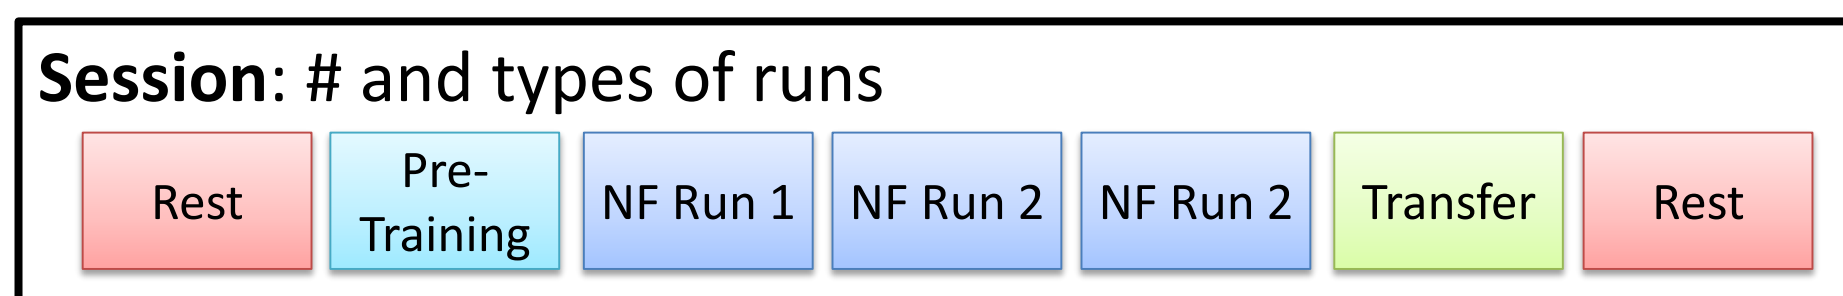 Session: # and types of runs
Rest
Pre-
Training
NF Run 1
NF Run 2
NF Run 2
Transfer
Rest